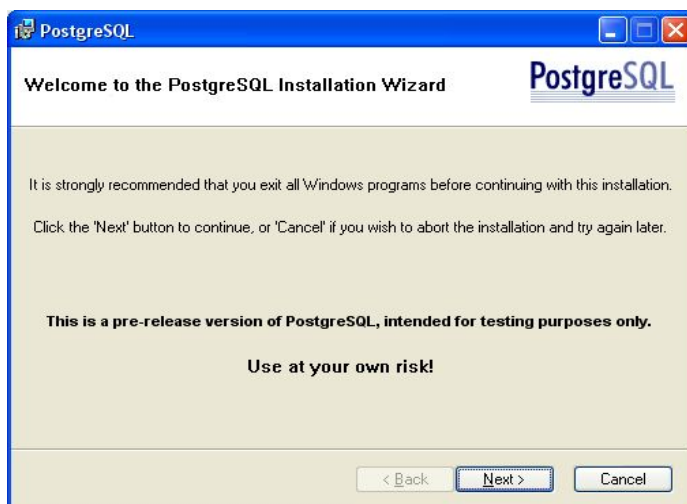 PostgreSQL
Welcome to the PostgreSQL Installation Wizard
PostgreSQL
It is strongly recommended that you exit all Windows programs before continuing with this installation.
Click the 'Next' button to continue, or 'Cancel' if you wish to abort the installation and try again later.
This is a pre-release version of PostgreSQL, intended for testing purposes only.
Use at your own risk!
< Back
Next >
Cancel